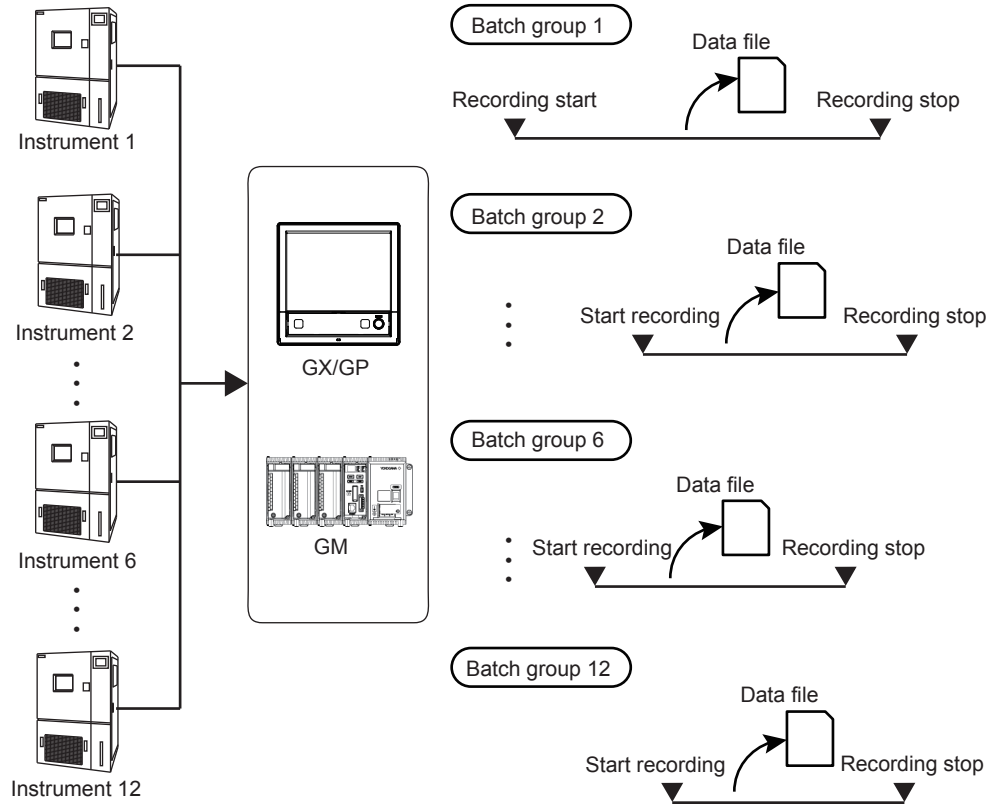 Instrument 1
Instrument 2
Instrument 6
Instrument 12
GX/GP
YOKOGAWA
GM
Batch group 1
Data file
Recording start
Recording stop
Batch group 2
Data file
Start recording
Recording stop
Batch group 6
Data file
Start recording
Recording stop
Batch group 12
Data file
Start recording
Recording stop